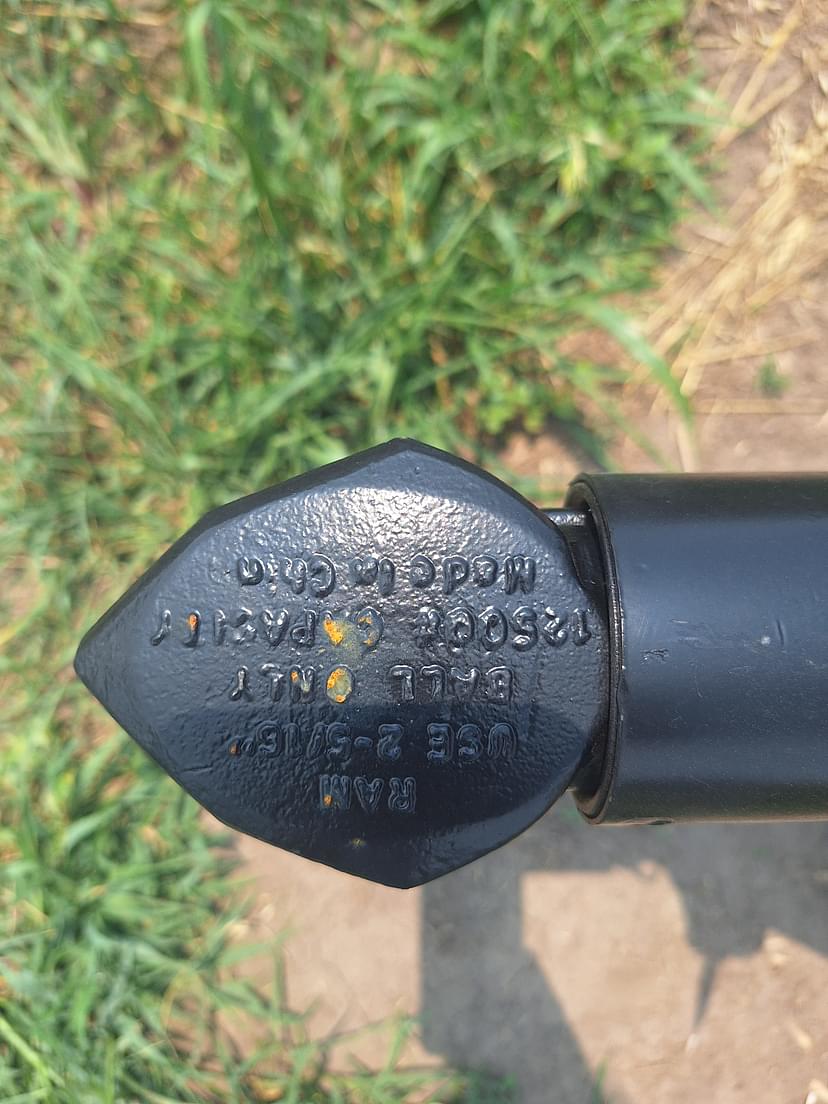 RAM
USE 2-5/16"
BALL ONLY
12500# CAPACITY
Made In China